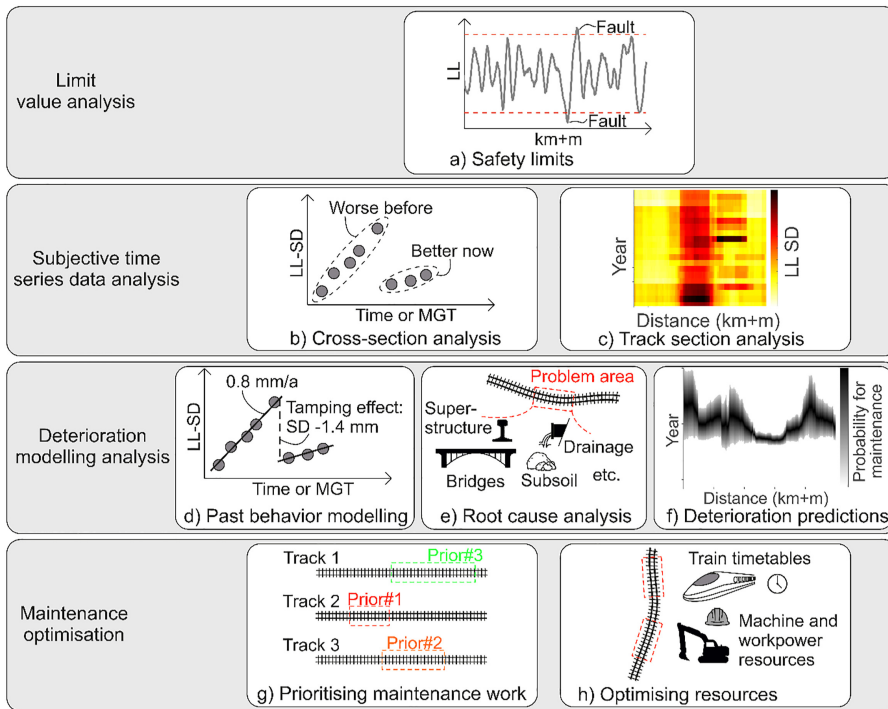 Limit
value analysis
LL
Fault
Fault
km+m
a) Safety limits
Subjective time
series data analysis
LL-SD
Worse before
Better now
Time or MGT
b) Cross-section analysis
Year
LL SD
Distance (km+m)
c) Track section analysis
Deterioration
modelling analysis
LL-SD
0.8 mm/a
Tamping effect:
SD -1.4 mm
Time or MGT
d) Past behavior modelling
Problem area
Super-
structure
Drainage
Bridges
Subsoil
etc.
e) Root cause analysis
Year
Probability for
maintenance
Distance (km+m)
f) Deterioration predictions
Maintenance
optimisation
Track 1
Prior#3
Track 2
Prior#1
Track 3
Prior#2
g) Prioritising maintenance work
Train timetables
Machine and
workpower
resources
h) Optimising resources